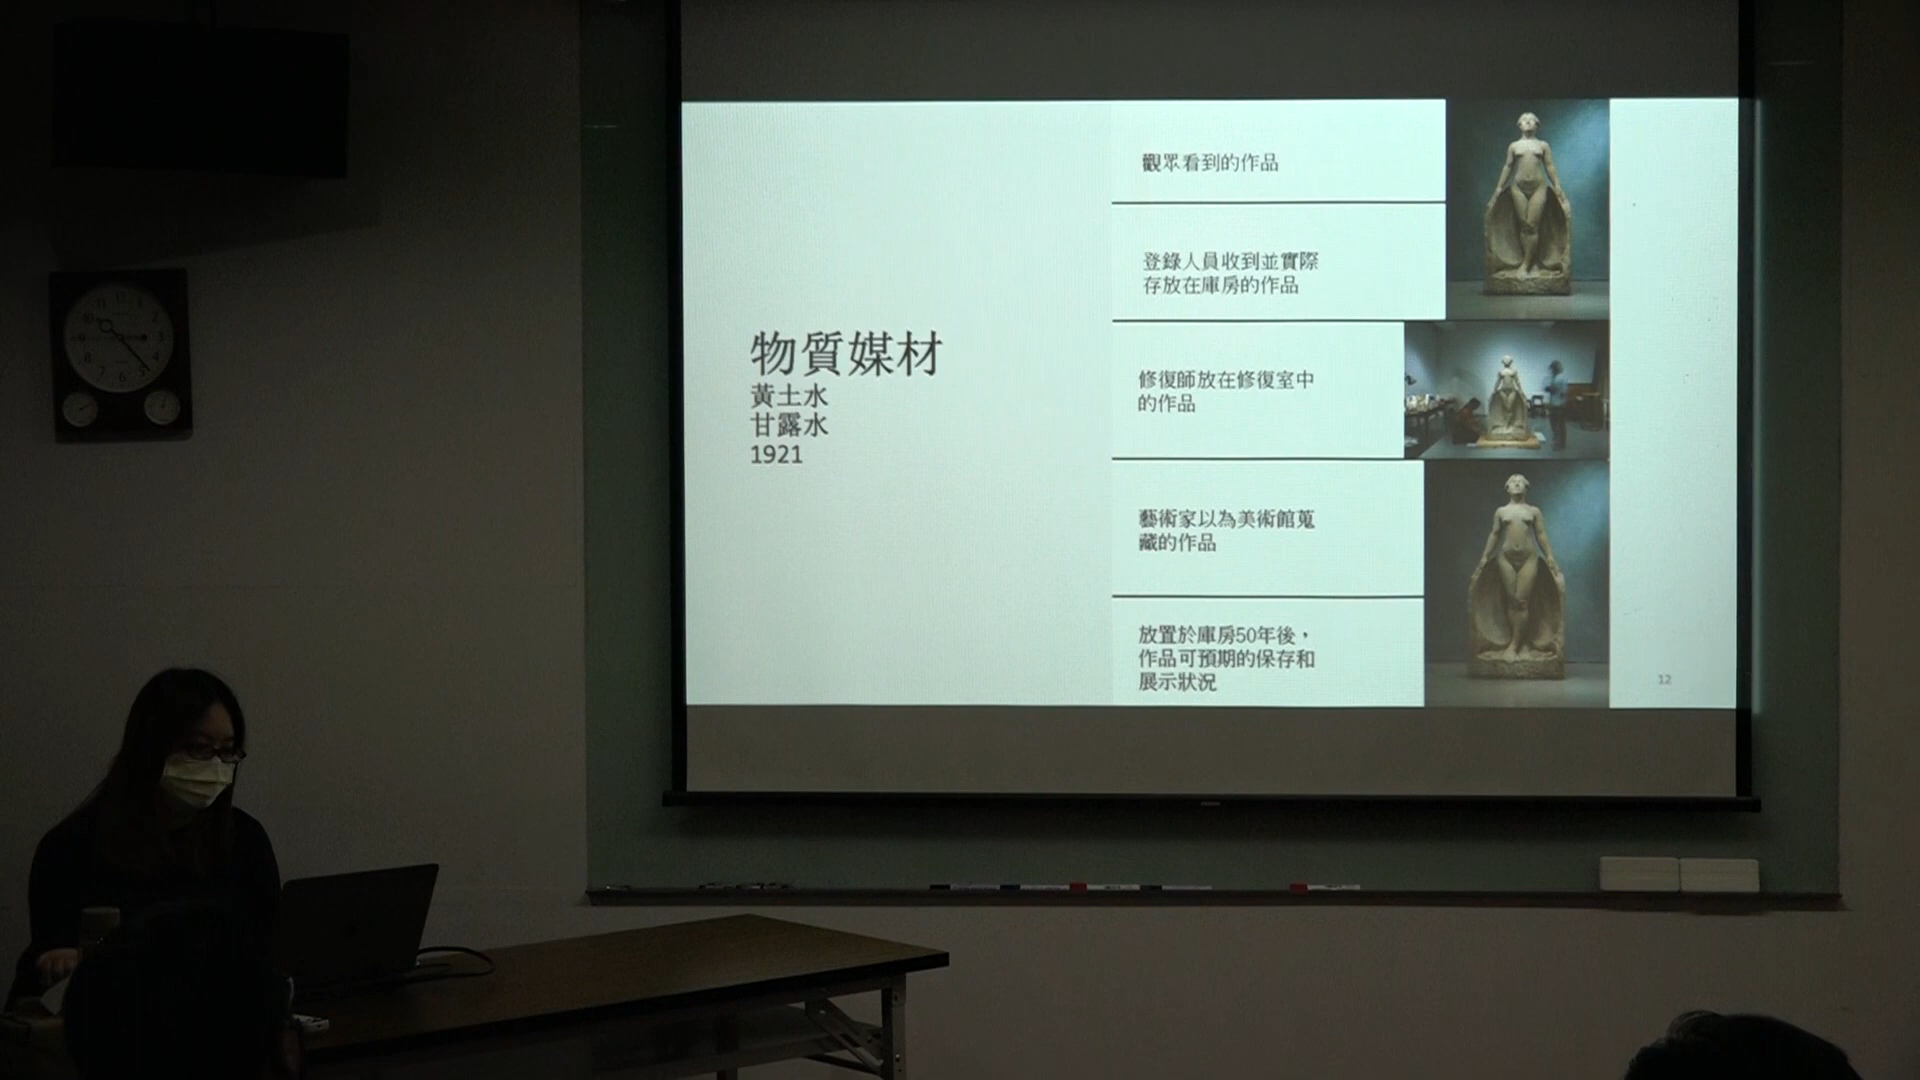 物質媒材
黃土水
甘露水
1921
觀眾看到的作品
登錄人員收到並實際
存放在庫房的作品
修復師放在修復室中
的作品
藝術家以為美術館蒐
藏的作品
放置於庫房50年後，
作品可預期的保存和
展示狀況
12